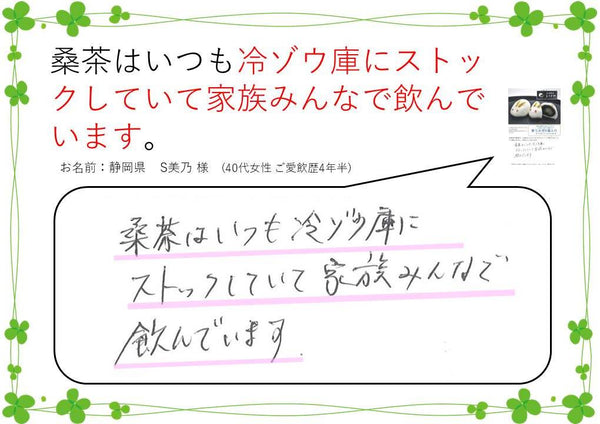 桑茶はいつも冷ゾウ庫にストッ
クしていて家族みんなで飲んで
います。
お名前：静岡県　S美乃 様　(40代女性 ご愛飲歴4年半)
桑茶はいつも冷ゾウ庫に
ストックしていて家族みんなで
飲んでいます